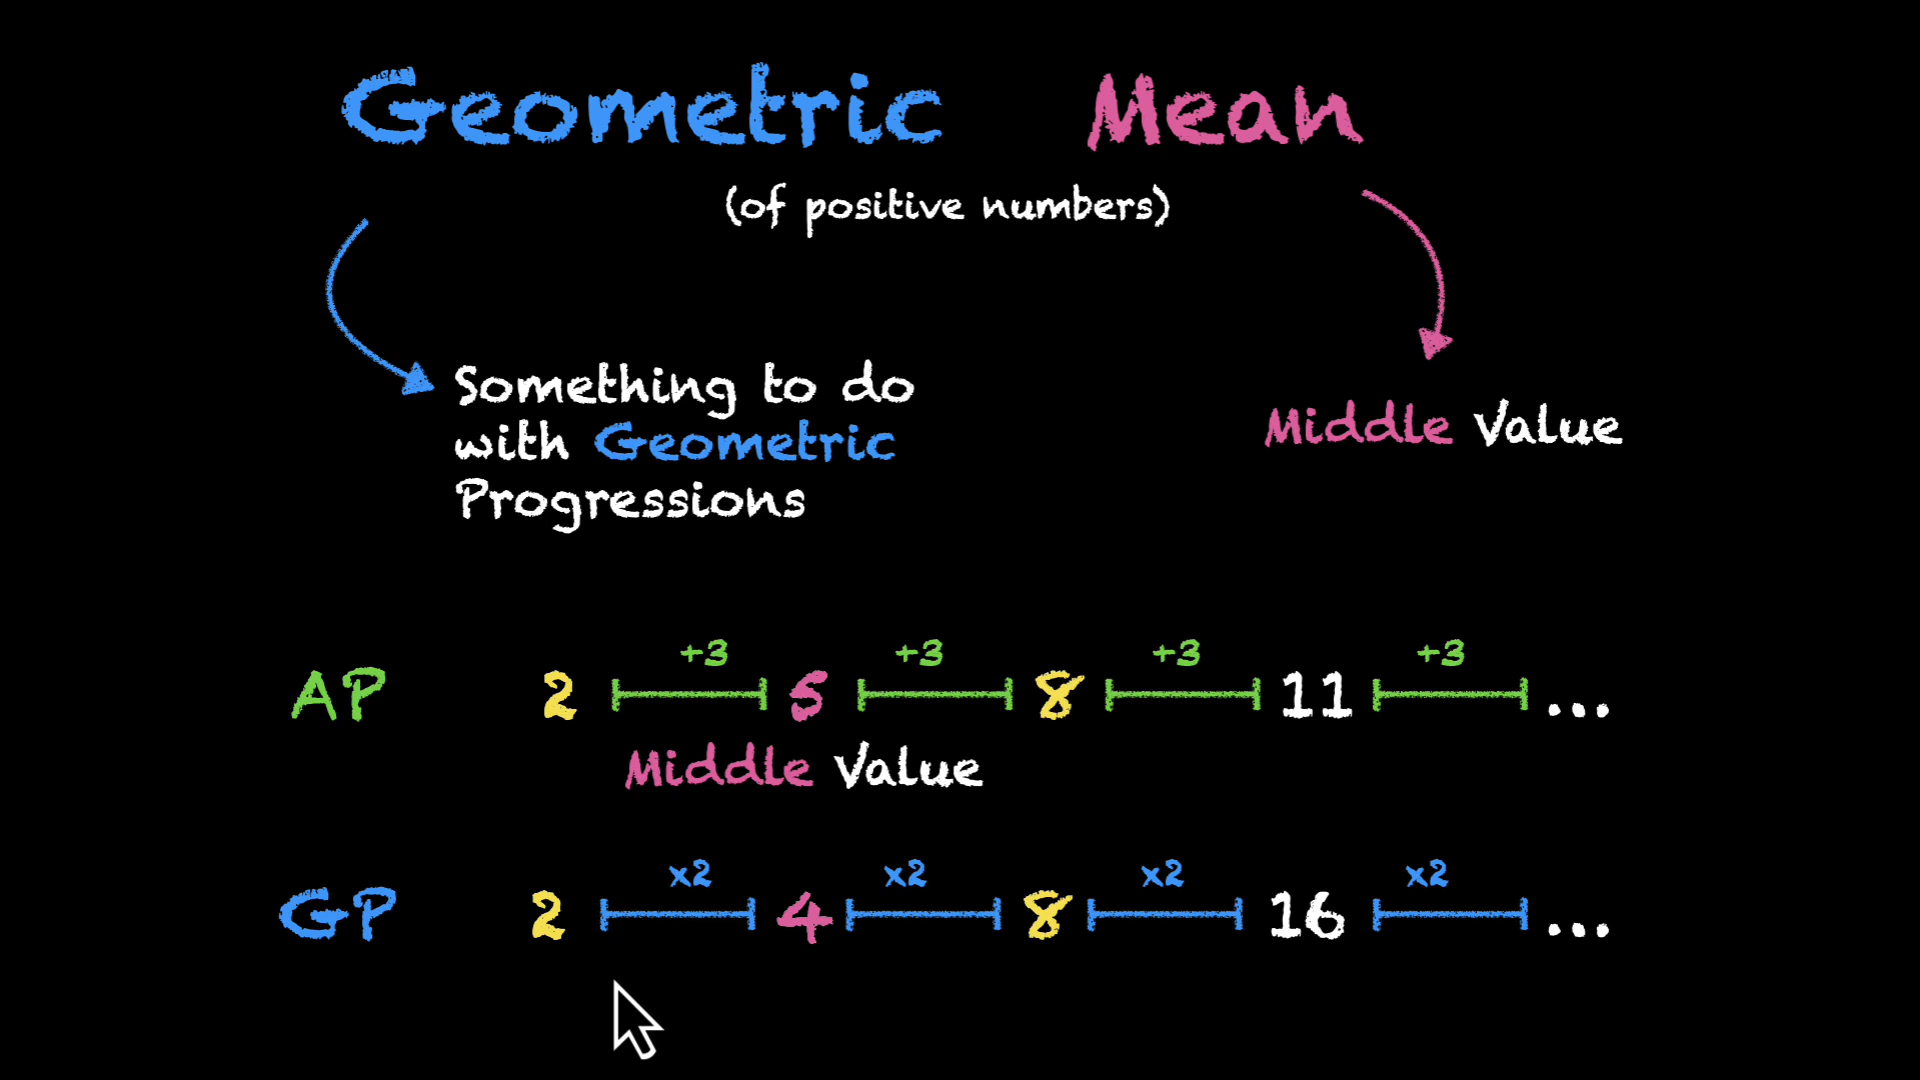 Geometric Mean
(of positive numbers)
Something to do
with Geometric
Progressions
Middle Value
+3 +3 +3 +3
AP 2 5 8 11 ...
Middle Value
x2 x2 x2 x2
GP 2 4 8 16 ...